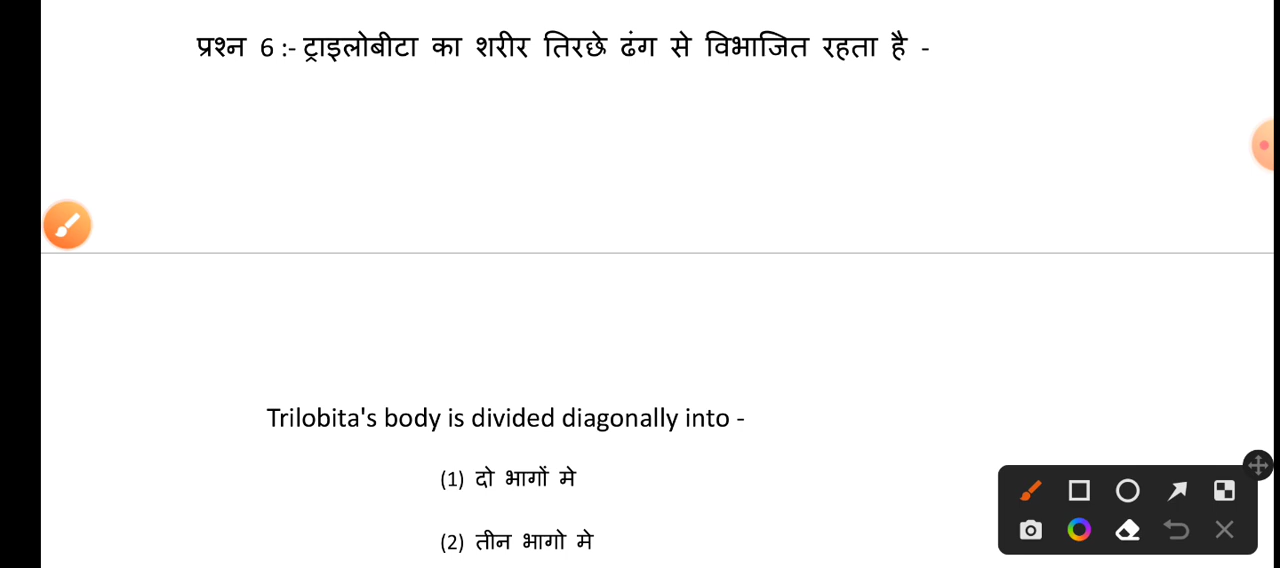 प्रश्न 6 :- ट्राइलोबीटा का शरीर तिरछे ढंग से विभाजित रहता है -
Trilobita's body is divided diagonally into -
(1) दो भागों मे
(2) तीन भागो मे